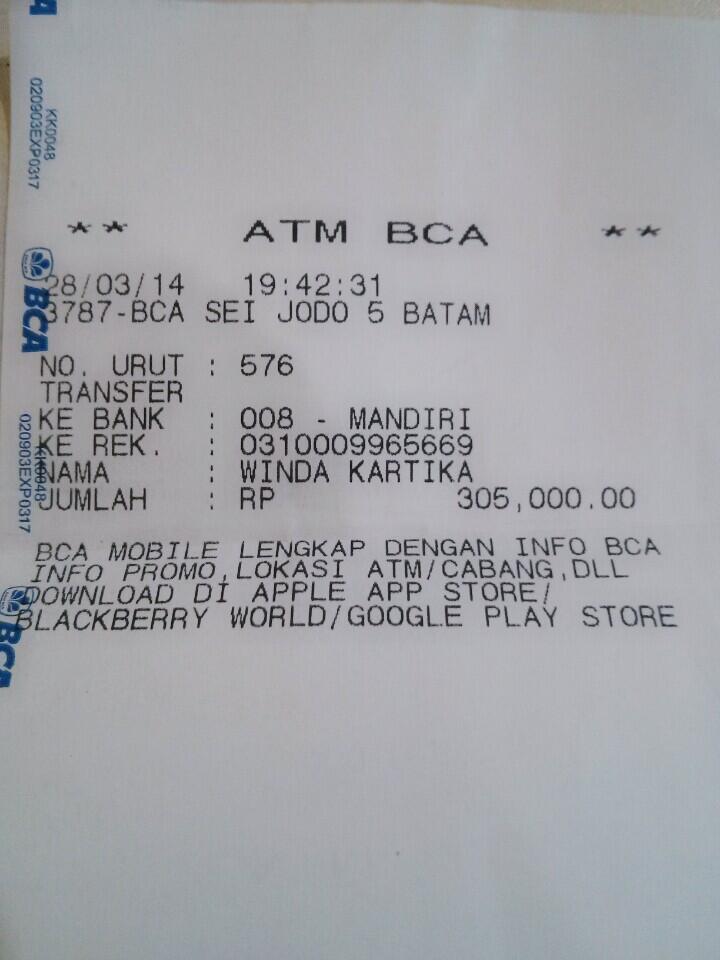 ** ATM BCA **
28/03/14 19:42:31
3787-BCA SEI JODO 5 BATAM
NO. URUT : 576
TRANSFER
KE BANK : 008 - MANDIRI
KE REK. : 0310009965669
NAMA : WINDA KARTIKA
JUMLAH : RP 305,000.00
BCA MOBILE LENGKAP DENGAN INFO BCA
INFO PROMO,LOKASI ATM/CABANG,DLL
DOWNLOAD DI APPLE APP STORE/
BLACKBERRY WORLD/GOOGLE PLAY STORE
KK0048
020903EXP0317
BCA
KK0048
020903EXP0317
BCA